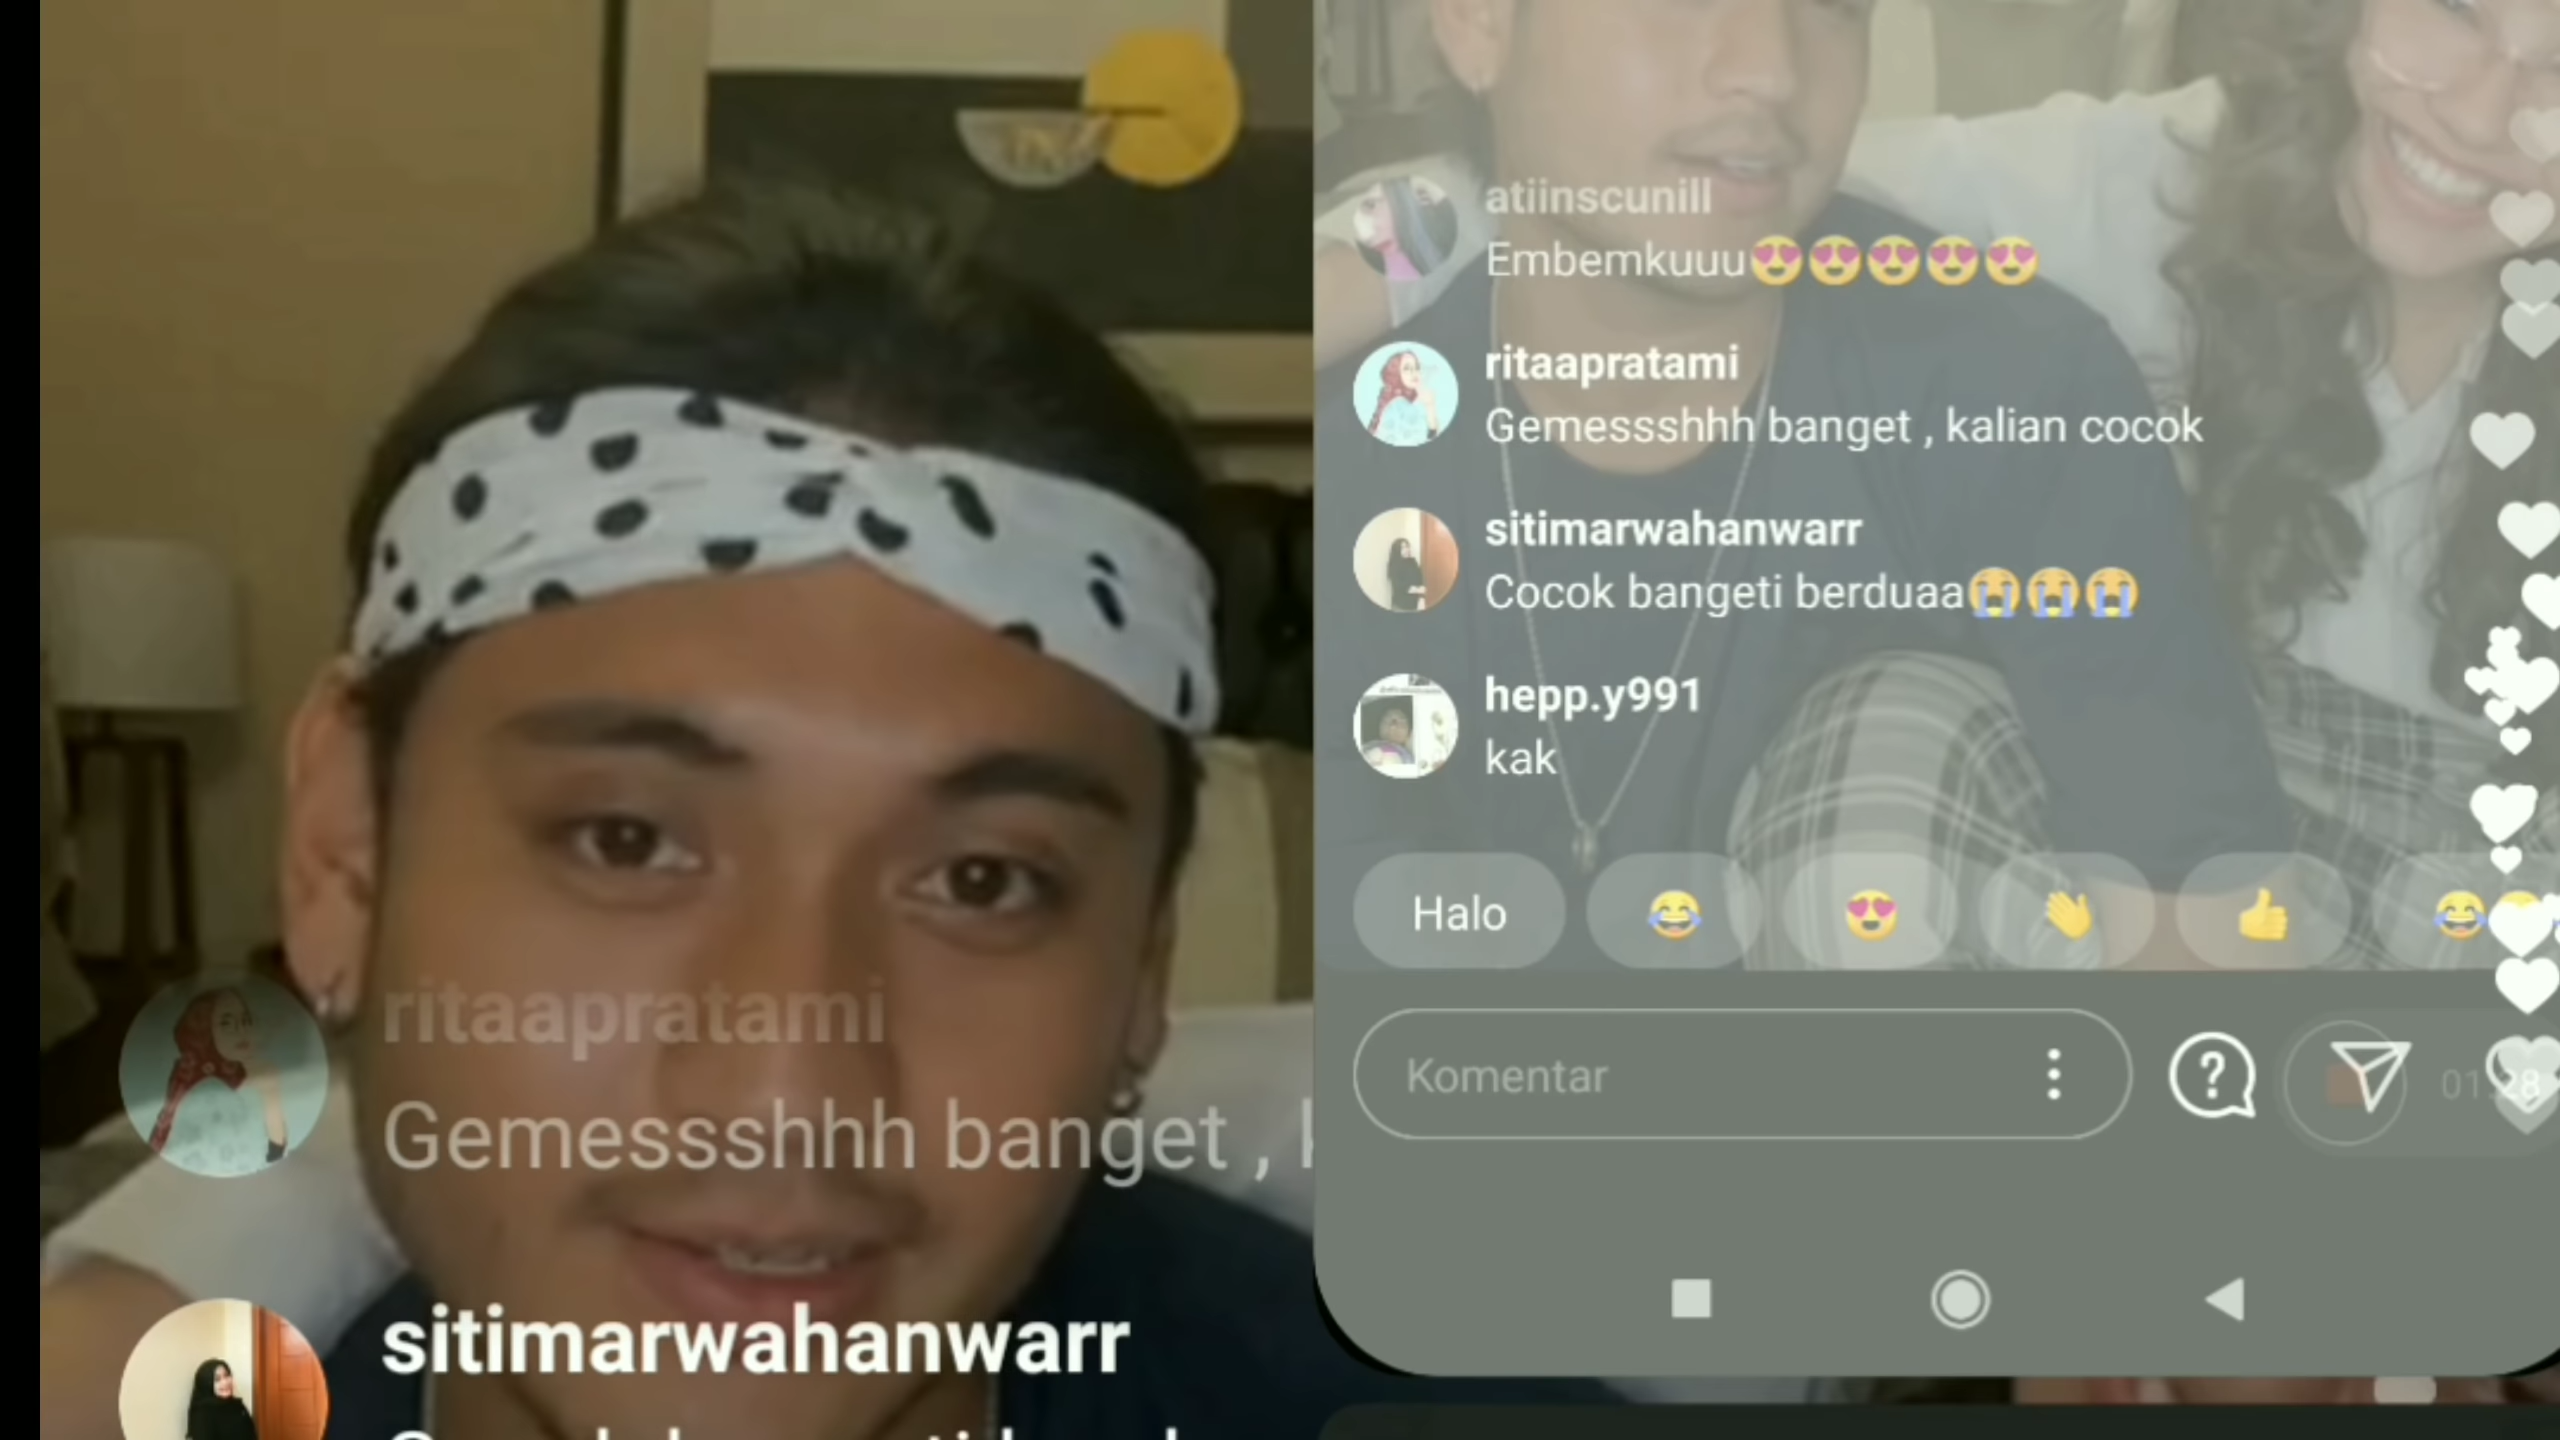 ritaapratami
Gemessshhh banget ,
sitimarwahanwarr
atiinscunill
Embemkuuu😍😍😍😍😍
ritaapratami
Gemessshhh banget , kalian cocok
sitimarwahanwarr
Cocok bangeti berduaa😭😭😭
hepp.y991
kak
Halo 😂 😍 👋 👍 😂
Komentar